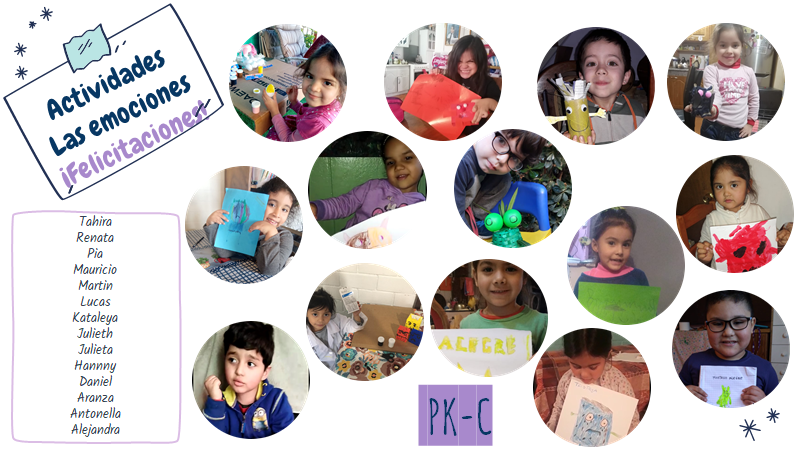 Actividades
Las emociones
¡Felicitaciones!
Tahira
Renata
Pia
Mauricio
Martin
Lucas
Kataleya
Julieth
Julieta
Hannny
Daniel
Aranza
Antonella
Alejandra
PK-C